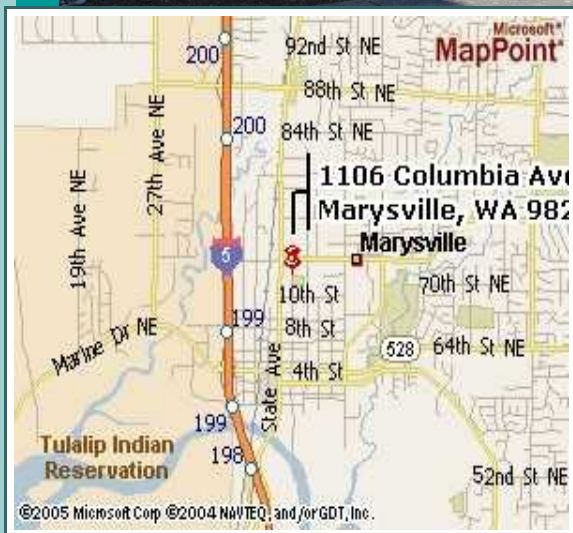 Microsoft®
MapPoint®
92nd St NE
200
88th St NE
200
84th St NE
27th Ave NE
19th Ave NE
1106 Columbia Ave
Marysville, WA 982
Marysville
5
70th St NE
10th St
199
8th St
Marine Dr NE
528
64th St NE
4th St
State Ave
199
Tulalip Indian
Reservation
198
52nd St NE
©2005 Microsoft Corp ©2004 NAVTEQ, and/or GDT, Inc.